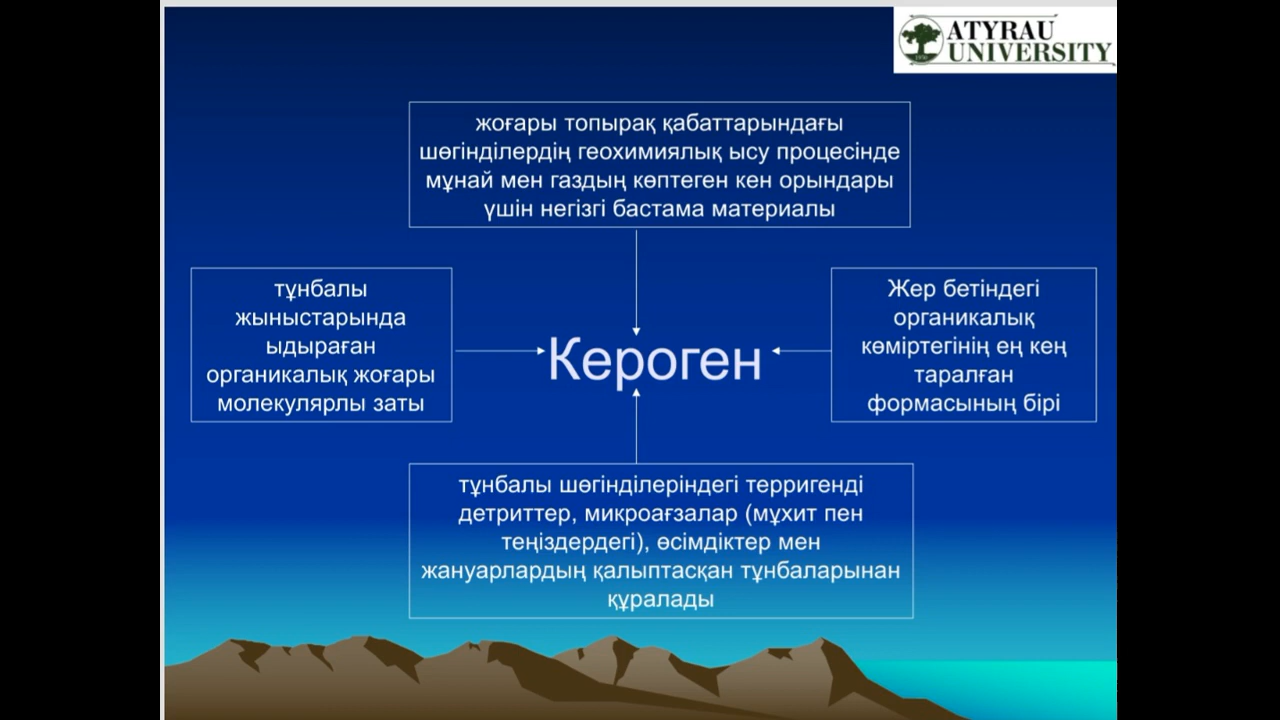 ATYRAU
UNIVERSITY
жоғары топырақ қабаттарындағы
шөгінділердің геохимиялық ысу процесінде
мұнай мен газдың көптеген кен орындары
үшін негізгі бастама материалы
тұнбалы
жыныстарында
ыдыраған
органикалық жоғары
молекулярлы заты
Кероген
Жер бетіндегі
органикалық
көміртегінің ең кең
таралған
формасының бірі
тұнбалы шөгінділеріндегі терригенді
детриттер, микроағзалар (мұхит пен
теңіздердегі), өсімдіктер мен
жануарлардың қалыптасқан тұнбаларынан
құралады